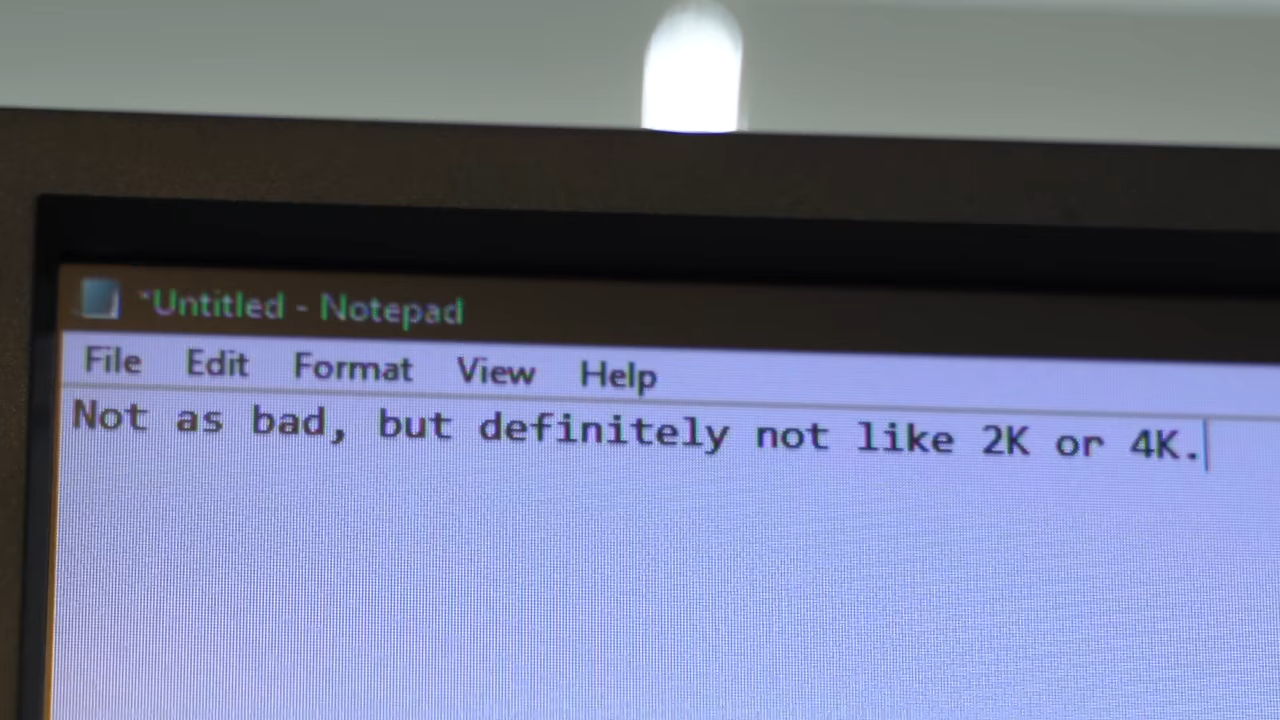 *Untitled - Notepad
File Edit Format View Help
Not as bad, but definitely not like 2K or 4K.